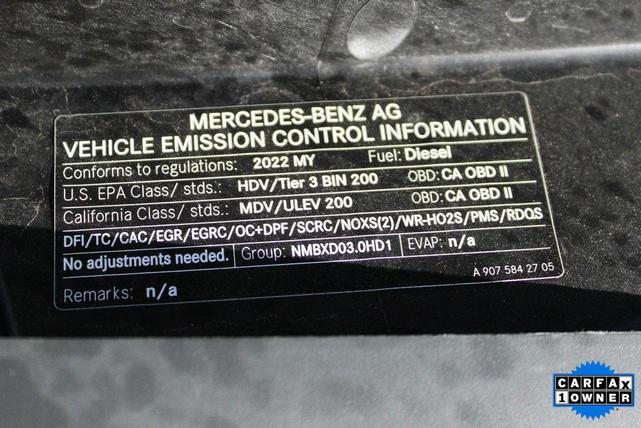 MERCEDES-BENZ AG
VEHICLE EMISSION CONTROL INFORMATION
Conforms to regulations: 2022 MY Fuel: Diesel
U.S. EPA Class/ stds.: HDV/Tier 3 BIN 200 OBD: CA OBD II
California Class/ stds.: MDV/ULEV 200 OBD: CA OBD II
DFI/TC/CAC/EGR/EGRC/OC+DPF/SCRC/NOXS(2)/WR-HO2S/PMS/RDQS
No adjustments needed. Group: NMBXD03.0HD1 EVAP: n/a
A 907 584 27 05
Remarks: n/a
CARFAX
1 OWNER